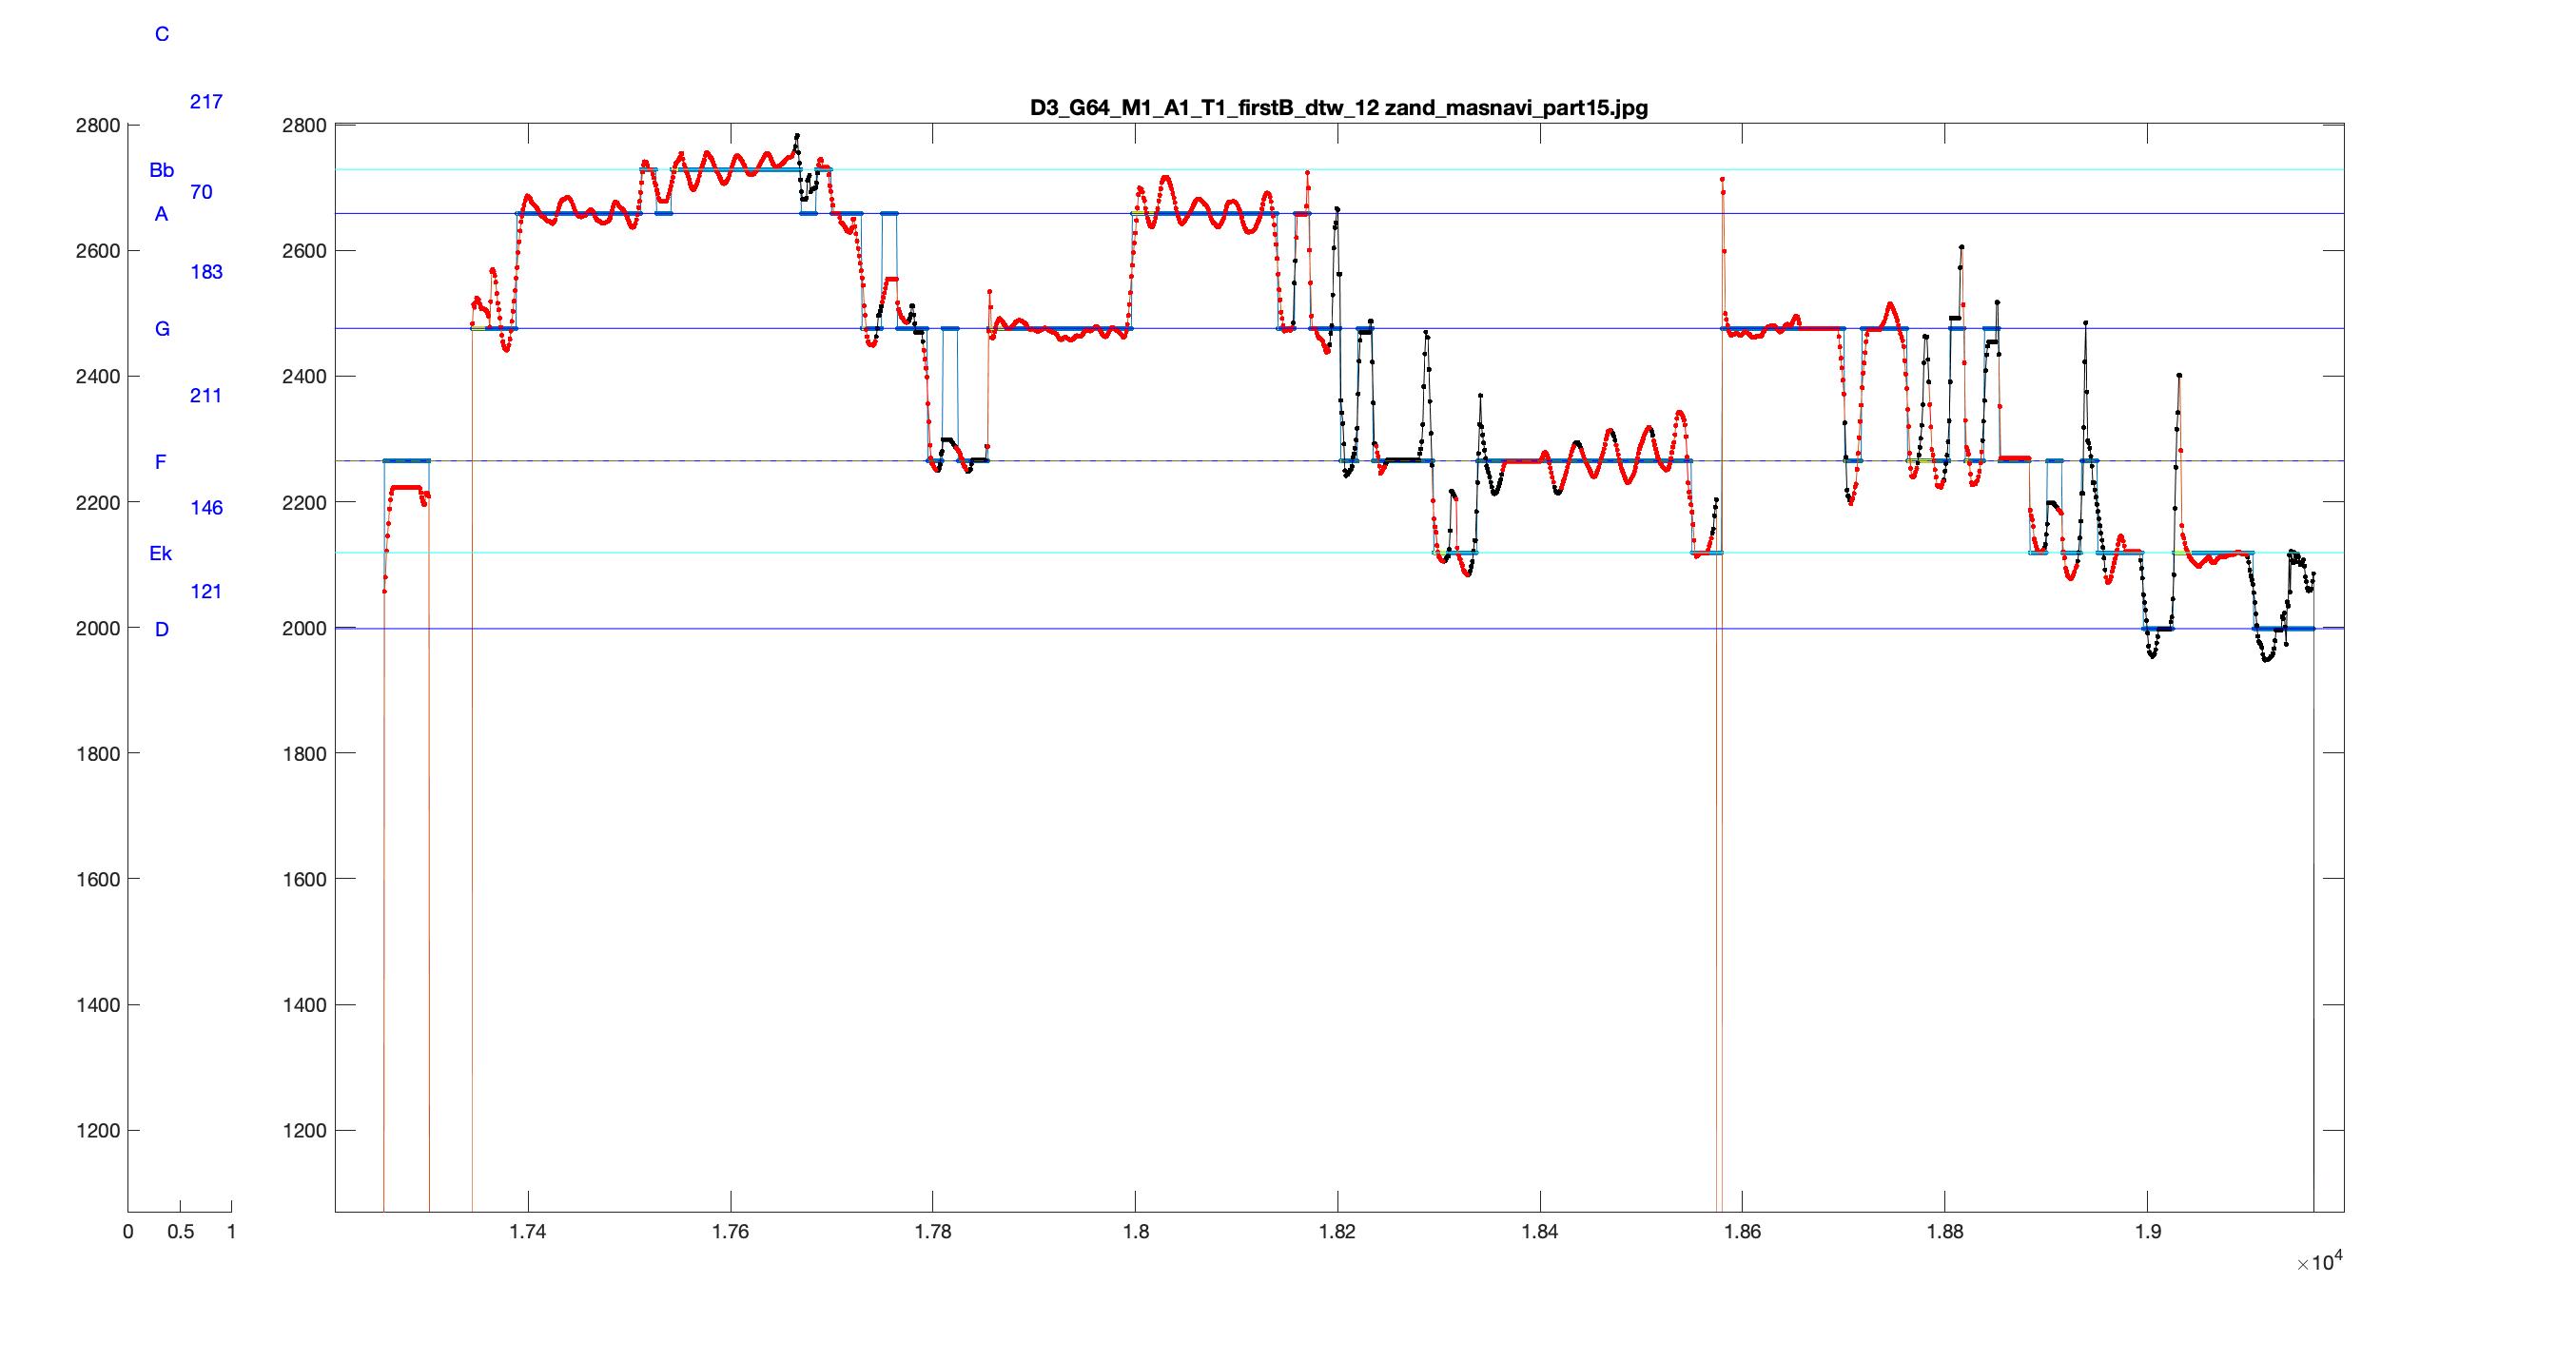 C
217
D3_G64_M1_A1_T1_firstB_dtw_12 zand_masnavi_part15.jpg
2800 2800
Bb
70
A
183
2600 2600
G
2400 2400
211
F
2200 2200
146
Ek
121
2000 D 2000
1800 1800
1600 1600
1400 1400
1200 1200
0 0.5 1 1.74 1.76 1.78 1.8 1.82 1.84 1.86 1.88 1.9
×10⁴